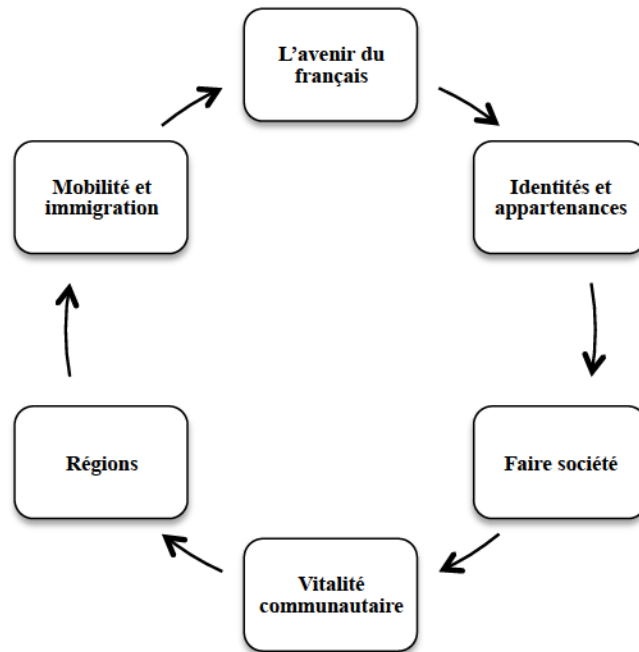 L’avenir du
français
Identités et
appartenances
Faire société
Vitalité
communautaire
Régions
Mobilité et
immigration